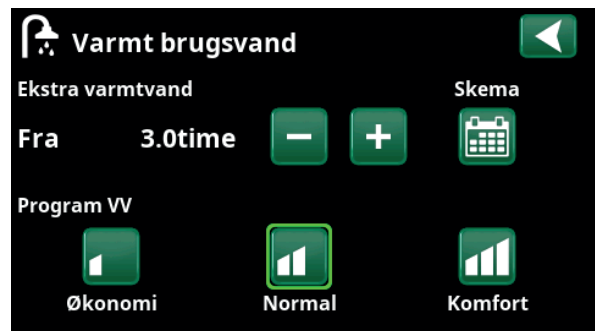 Varmt brugsvand
Ekstra varmtvand Skema
Fra 3.0time
Program VV
Økonomi Normal Komfort